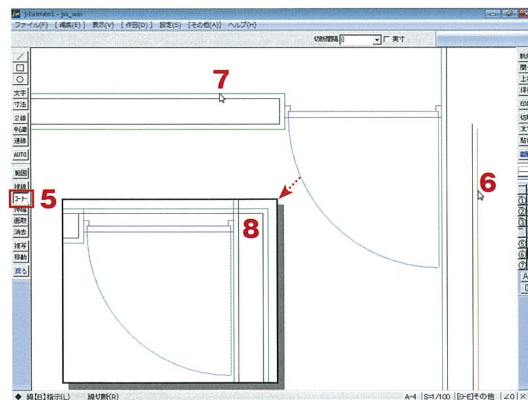 jw_win
ファイル(F) [編集(E)] 表示(V) [作図(D)] 設定(S) [その他(A)] ヘルプ(H)
切断間隔 実寸
文字
寸法
2線
中心線
連線
AUTO
範囲
複線
コーナー
伸縮
面取
消去
複写
移動
戻る
5
6
7
8
◆ 線【B】指示(L) 線切断(R)
A-4 S=1/100 [0-E]その他 ∠0 ×